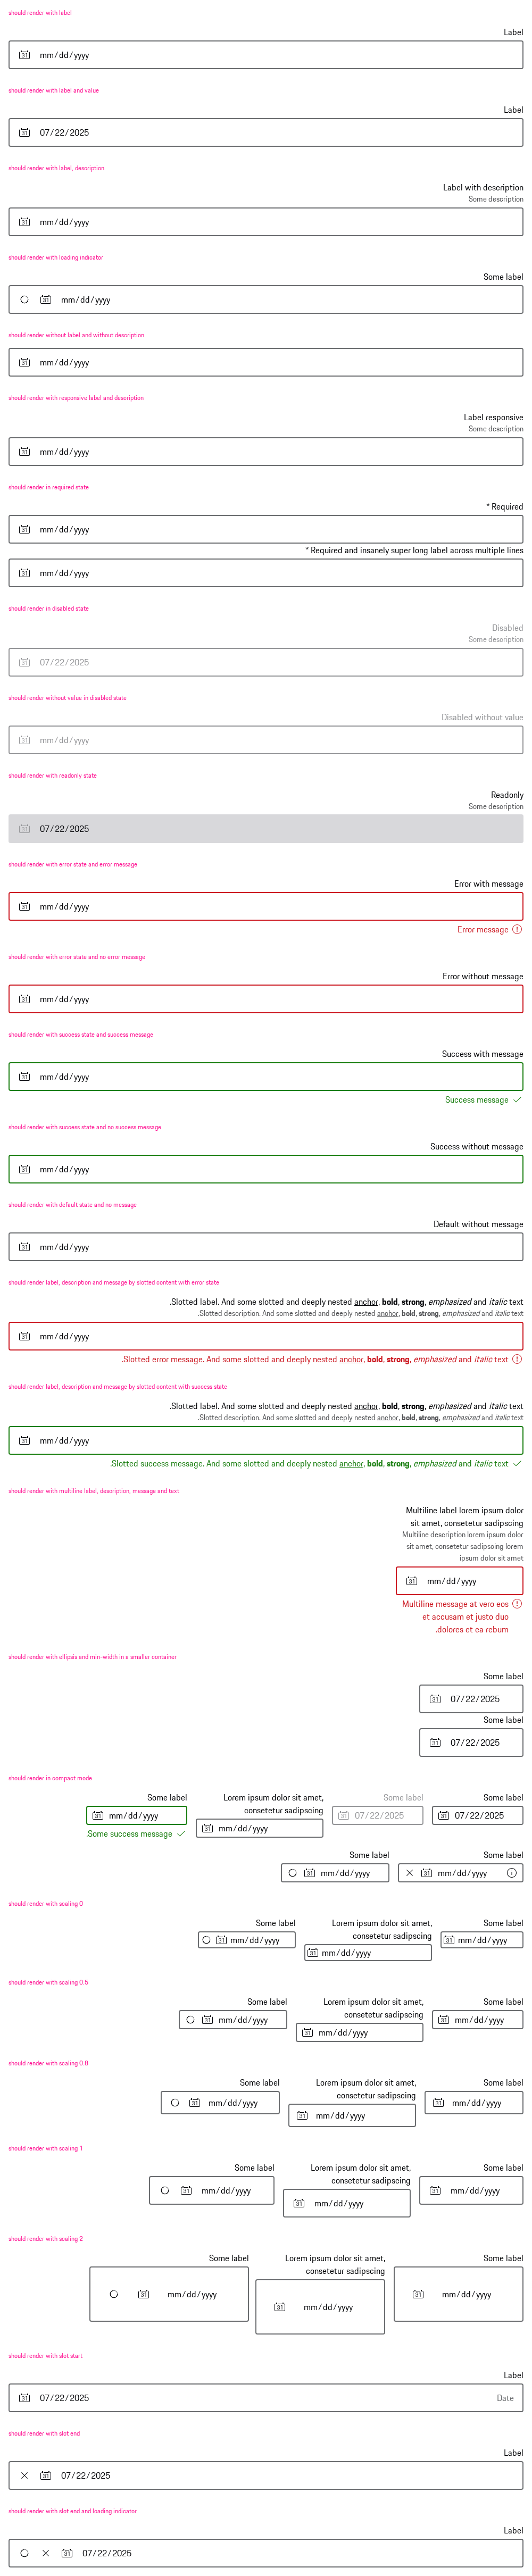 should render with label
Label
mm/dd/yyyy
should render with label and value
Label
07/22/2025
should render with label, description
Label with description
Some description
mm/dd/yyyy
should render with loading indicator
Some label
mm/dd/yyyy
should render without label and without description
mm/dd/yyyy
should render with responsive label and description
Label responsive
Some description
mm/dd/yyyy
should render in required state
* Required
mm/dd/yyyy
* Required and insanely super long label across multiple lines
mm/dd/yyyy
should render in disabled state
Disabled
Some description
07/22/2025
should render without value in disabled state
Disabled without value
mm/dd/yyyy
should render with readonly state
Readonly
Some description
07/22/2025
should render with error state and error message
Error with message
mm/dd/yyyy
Error message
should render with error state and no error message
Error without message
mm/dd/yyyy
should render with success state and success message
Success with message
mm/dd/yyyy
Success message
should render with success state and no success message
Success without message
mm/dd/yyyy
should render with default state and no message
Default without message
mm/dd/yyyy
should render label, description and message by slotted content with error state
.Slotted label. And some slotted and deeply nested anchor, bold, strong, emphasized and italic text
.Slotted description. And some slotted and deeply nested anchor, bold, strong, emphasized and italic text
mm/dd/yyyy
.Slotted error message. And some slotted and deeply nested anchor, bold, strong, emphasized and italic text
should render label, description and message by slotted content with success state
.Slotted label. And some slotted and deeply nested anchor, bold, strong, emphasized and italic text
.Slotted description. And some slotted and deeply nested anchor, bold, strong, emphasized and italic text
mm/dd/yyyy
.Slotted success message. And some slotted and deeply nested anchor, bold, strong, emphasized and italic text
should render with multiline label, description, message and text
Multiline label lorem ipsum dolor
sit amet, consetetur sadipscing
Multiline description lorem ipsum dolor
sit amet, consetetur sadipscing lorem
ipsum dolor sit amet
mm/dd/yyyy
Multiline message at vero eos
et accusam et justo duo
.dolores et ea rebum
should render with ellipsis and min-width in a smaller container
Some label
07/22/2025
Some label
07/22/2025
should render in compact mode
Some label
mm/dd/yyyy
.Some success message
Lorem ipsum dolor sit amet,
consetetur sadipscing
mm/dd/yyyy
Some label
07/22/2025
Some label
07/22/2025
Some label
mm/dd/yyyy
Some label
mm/dd/yyyy
should render with scaling 0
Some label
mm/dd/yyyy
Lorem ipsum dolor sit amet,
consetetur sadipscing
mm/dd/yyyy
Some label
mm/dd/yyyy
should render with scaling 0.5
Some label
mm/dd/yyyy
Lorem ipsum dolor sit amet,
consetetur sadipscing
mm/dd/yyyy
Some label
mm/dd/yyyy
should render with scaling 0.8
Some label
mm/dd/yyyy
Lorem ipsum dolor sit amet,
consetetur sadipscing
mm/dd/yyyy
Some label
mm/dd/yyyy
should render with scaling 1
Some label
mm/dd/yyyy
Lorem ipsum dolor sit amet,
consetetur sadipscing
mm/dd/yyyy
Some label
mm/dd/yyyy
should render with scaling 2
Some label
mm/dd/yyyy
Lorem ipsum dolor sit amet,
consetetur sadipscing
mm/dd/yyyy
Some label
mm/dd/yyyy
should render with slot start
Label
07/22/2025 Date
should render with slot end
Label
07/22/2025
should render with slot end and loading indicator
Label
07/22/2025